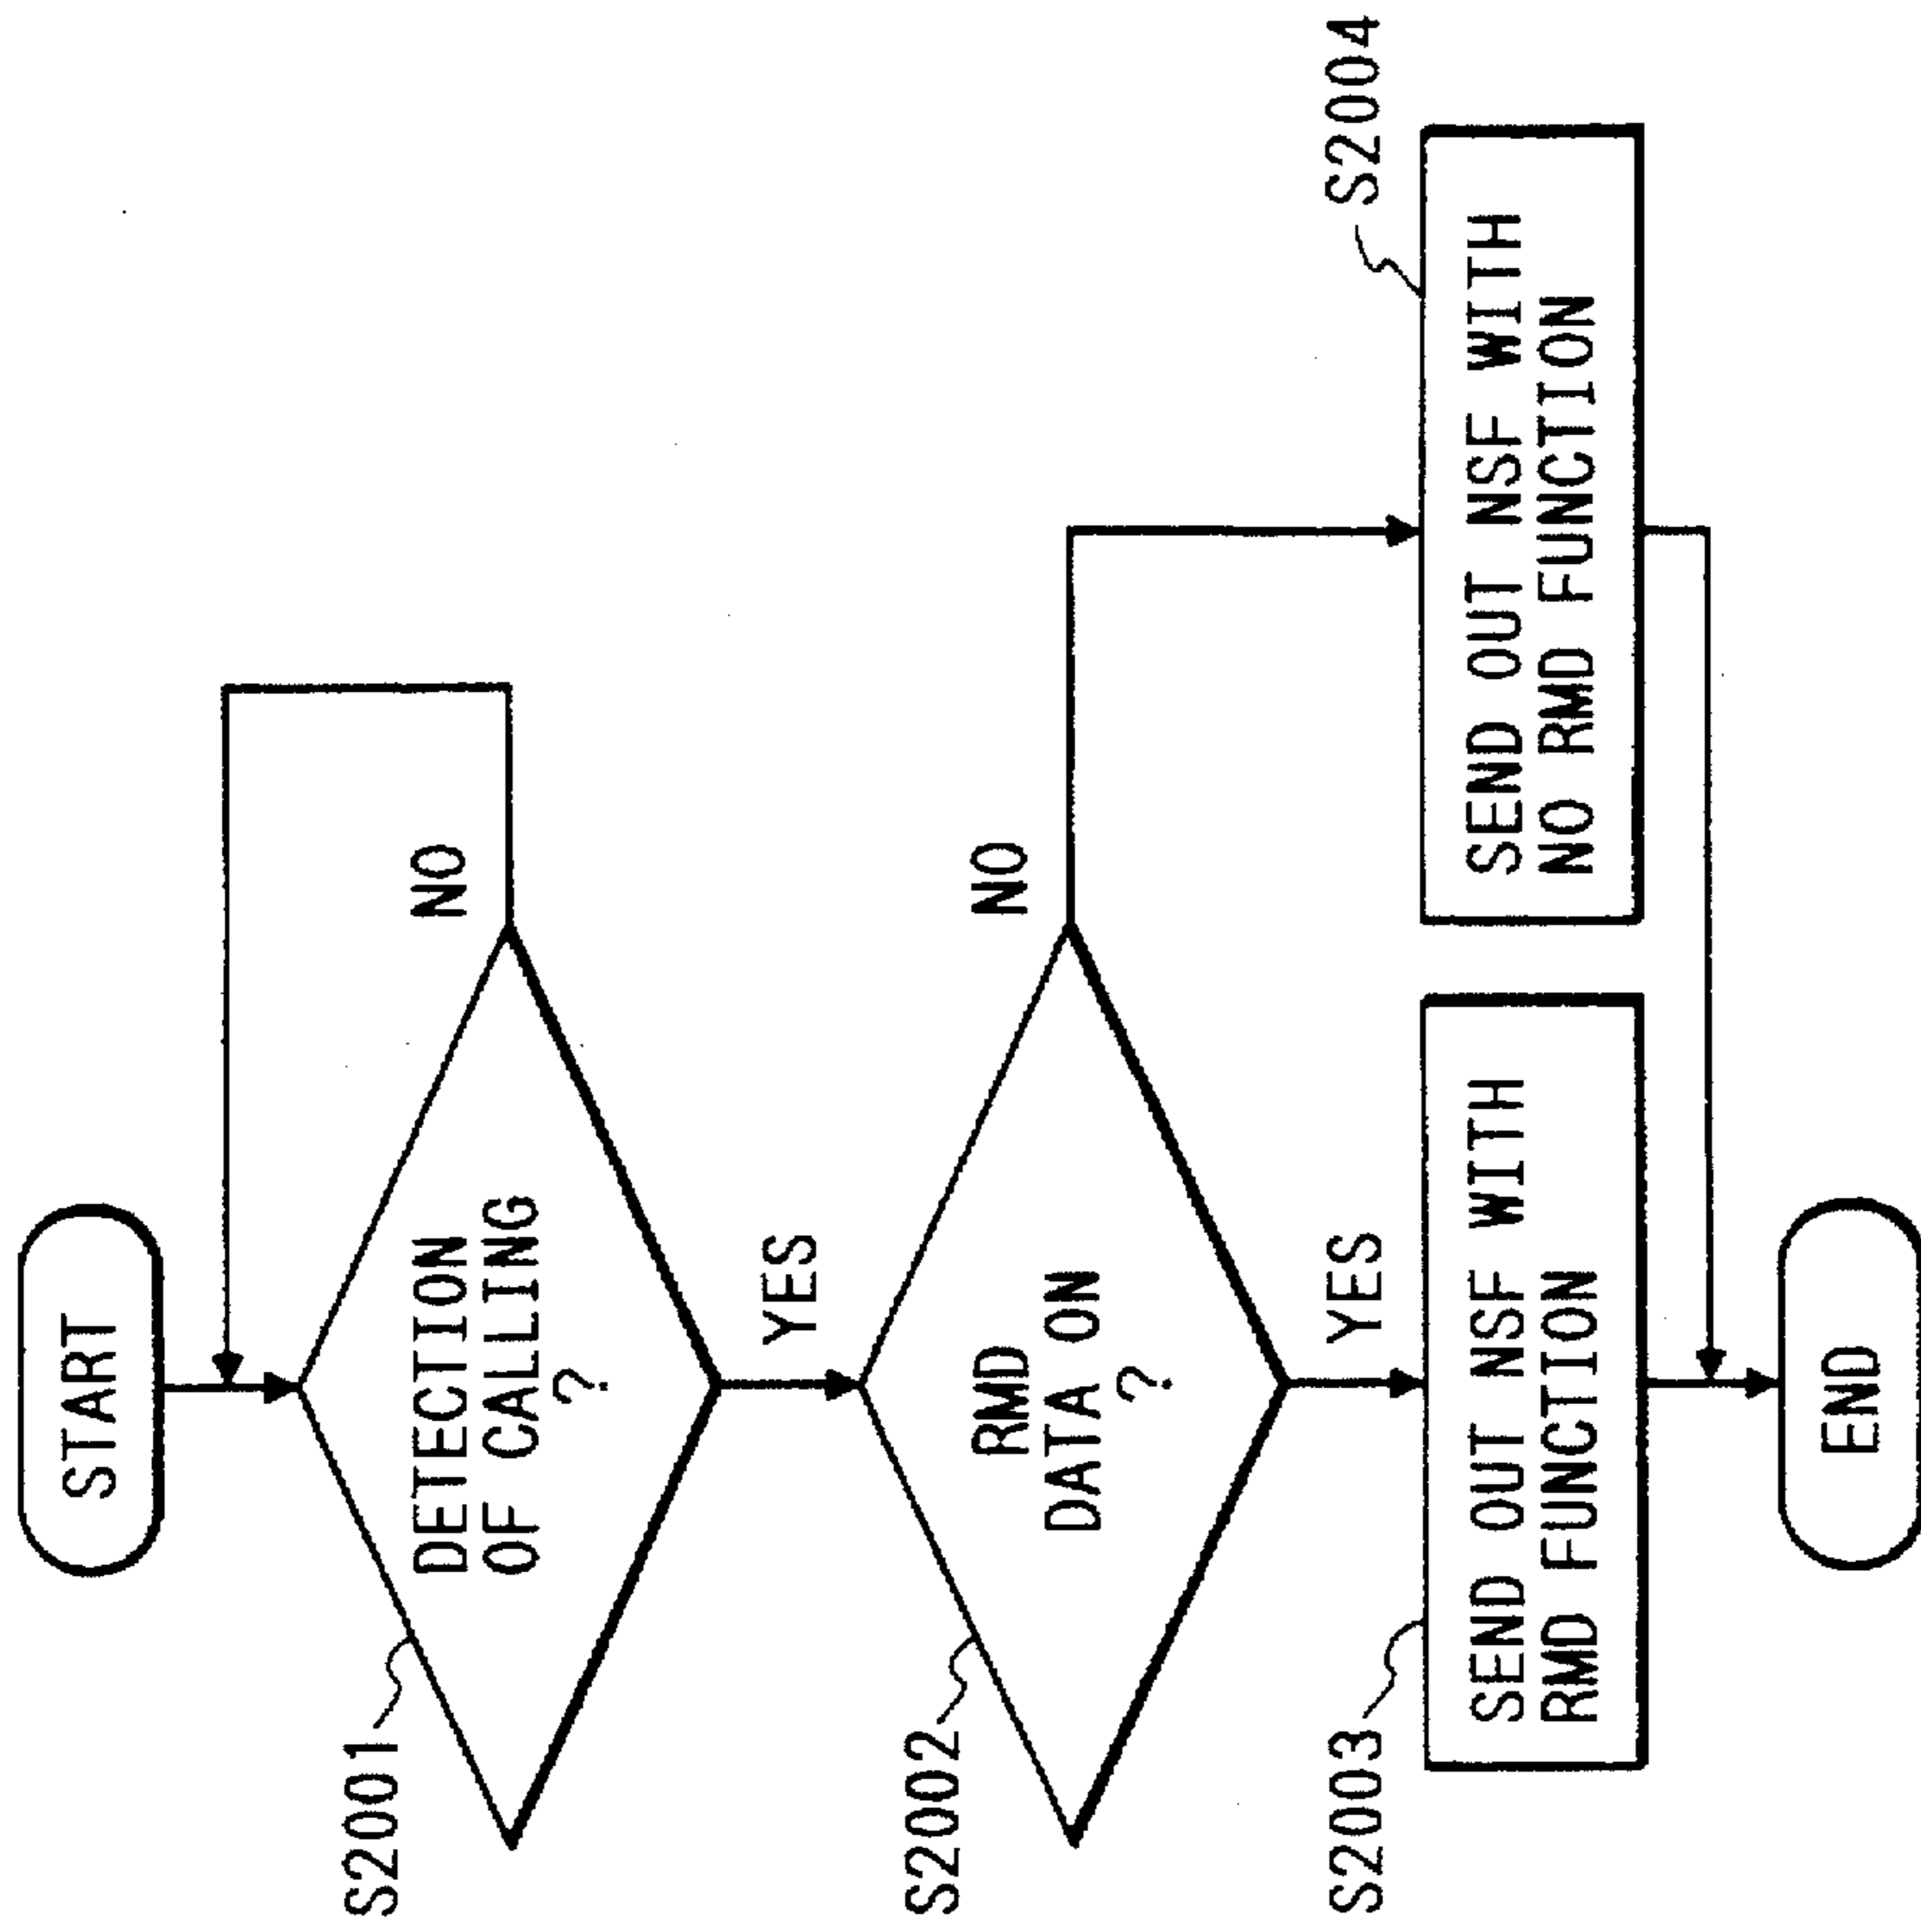 START
S2001
DETECTION
OF CALLING
?
NO
YES
S2002
RMD
DATA ON
?
NO
YES
S2003
SEND OUT NSF WITH
RMD FUNCTION
S2004
SEND OUT NSF WITH
NO RMD FUNCTION
END